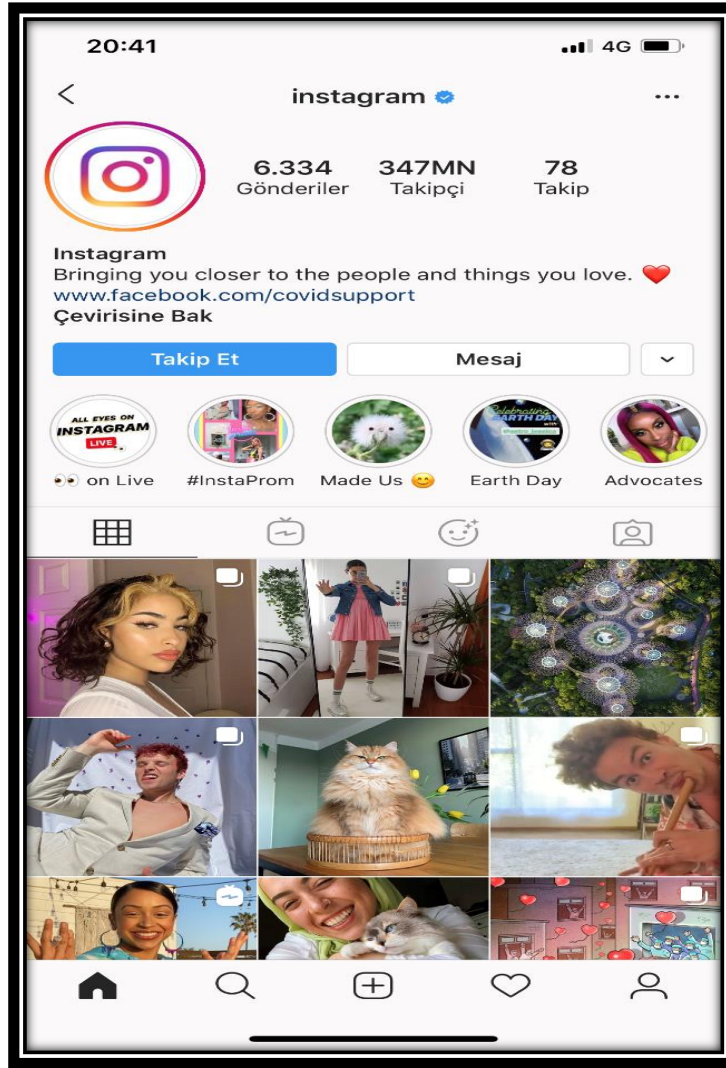 20:41 4G
instagram
6.334 347MN 78
Gönderiler Takipçi Takip
Instagram
Bringing you closer to the people and things you love. ❤️
www.facebook.com/covidsupport
Çevirisine Bak
Takip Et Mesaj
ALL EYES ON
INSTAGRAM
LIVE
Celebrating
EARTH DAY
with
👀 on Live #InstaProm Made Us 😊 Earth Day Advocates